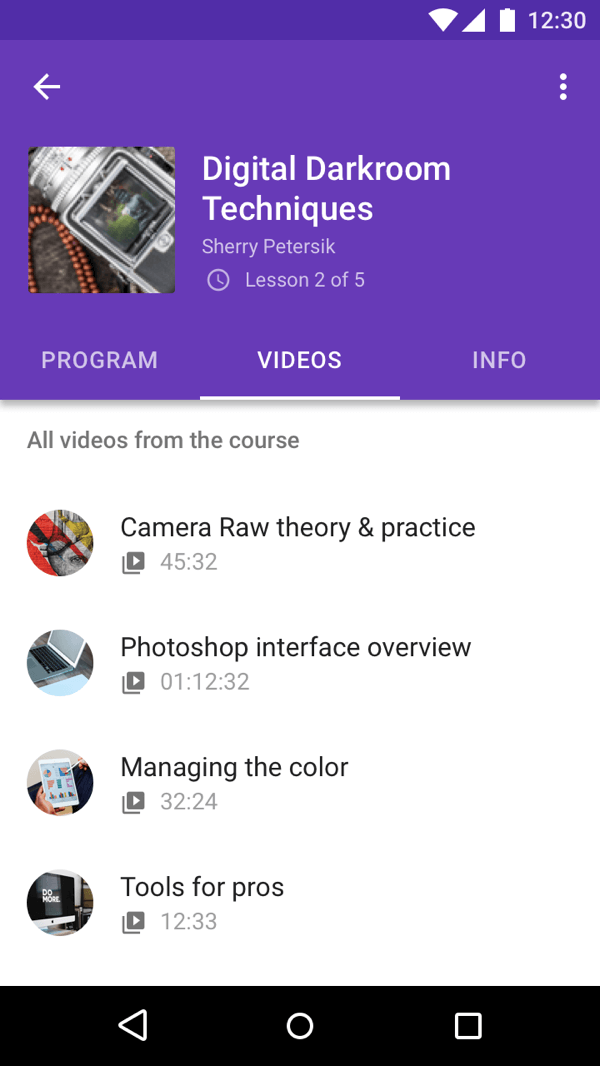 12:30
Digital Darkroom
Techniques
Sherry Petersik
Lesson 2 of 5
PROGRAM
VIDEOS
INFO
All videos from the course
Camera Raw theory & practice
45:32
Photoshop interface overview
01:12:32
Managing the color
32:24
Tools for pros
12:33
DO
MORE.